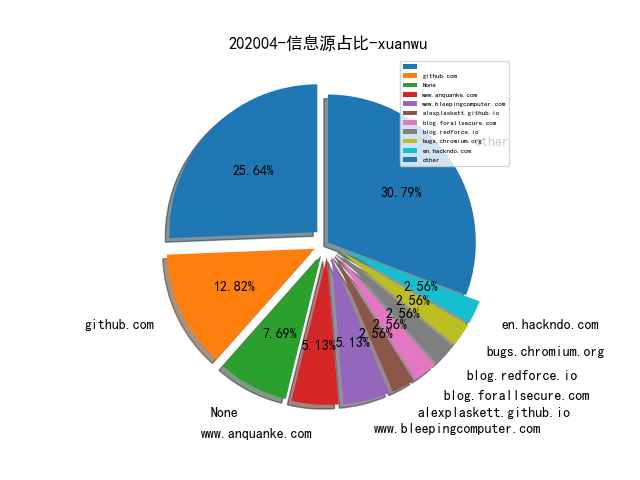 202004-信息源占比-xuanwu
github.com
None
www.anquanke.com
www.bleepingcomputer.com
alexplaskett.github.io
blog.forallsecure.com
blog.redforce.io
bugs.chromium.org
en.hackndo.com
other
other
25.64%
30.79%
12.82%
7.69%
5.13%
5.13%
2.56%
2.56%
2.56%
2.56%
2.56%
github.com
None
www.anquanke.com
www.bleepingcomputer.com
alexplaskett.github.io
blog.forallsecure.com
blog.redforce.io
bugs.chromium.org
en.hackndo.com